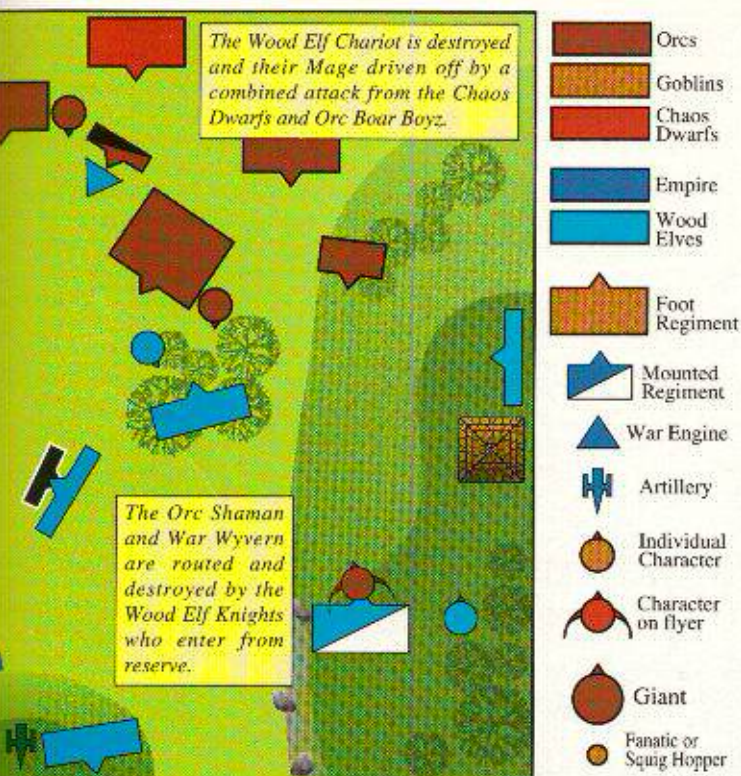 The Wood Elf Chariot is destroyed
and their Mage driven off by a
combined attack from the Chaos
Dwarfs and Orc Boar Boyz.
The Orc Shaman
and War Wyvern
are routed and
destroyed by the
Wood Elf Knights
who enter from
reserve.
Orcs
Goblins
Chaos
Dwarfs
Empire
Wood
Elves
Foot
Regiment
Mounted
Regiment
War Engine
Artillery
Individual
Character
Character
on flyer
Giant
Fanatic or
Squig Hopper